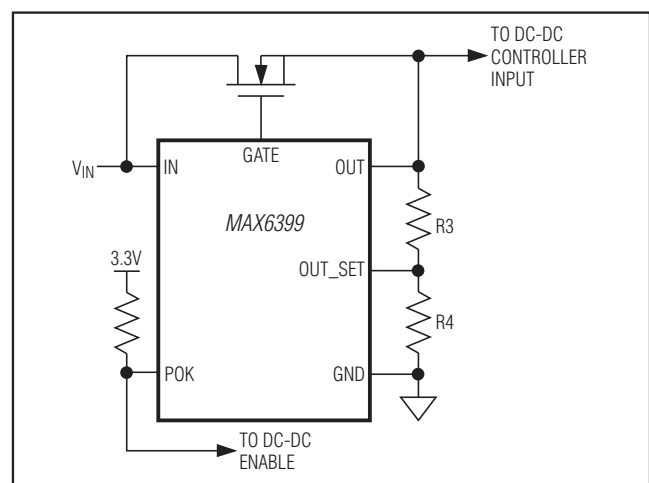 TO DC-DC
CONTROLLER
INPUT
GATE
VIN
IN
OUT
MAX6399
R3
3.3V
OUT_SET
R4
POK
GND
TO DC-DC
ENABLE